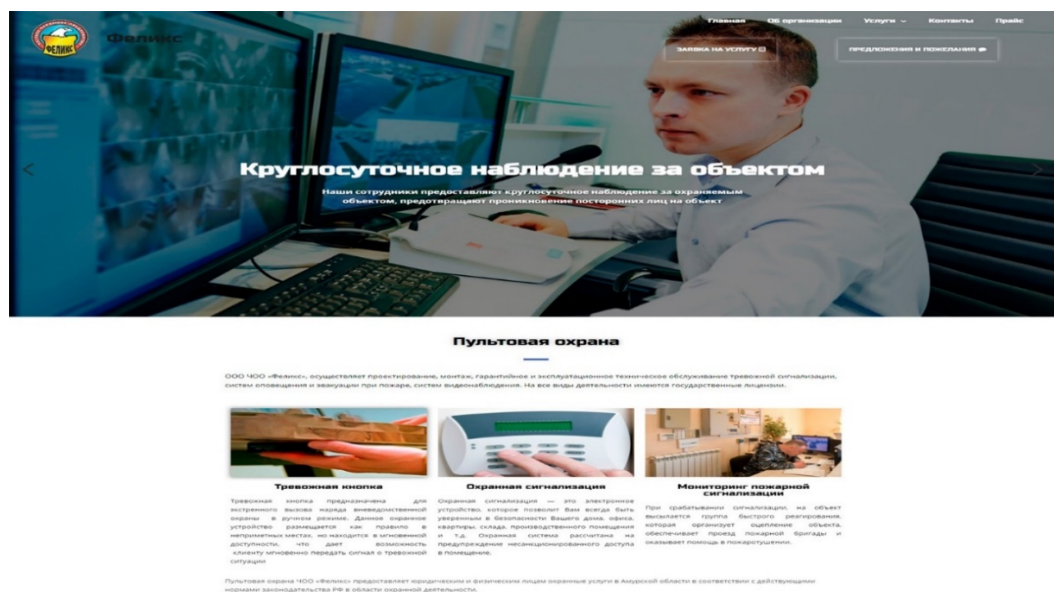 Главная Об организации Услуги Контакты Прайс
ФЕЛИКС
Феликс
ЗАЯВКА НА УСЛУГУ
ПРЕДЛОЖЕНИЯ И ПОЖЕЛАНИЯ
Круглосуточное наблюдение за объектом
Наши сотрудники предоставляют круглосуточное наблюдение за охраняемым
объектом, предотвращают проникновение посторонних лиц на объект
Пультовая охрана
ООО ЧОО «Феликс», осуществляет проектирование, монтаж, гарантийное и эксплуатационное техническое обслуживание тревожной сигнализации,
систем оповещения и эвакуации при пожаре, систем видеонаблюдения. На все виды деятельности имеются государственные лицензии.
Тревожная кнопка
Тревожная кнопка предназначена для
экстренного вызова наряда вневедомственной
охраны в ручном режиме. Данное охранное
устройство размещается как правило в
неприметных местах, но находится в мгновенной
доступности, что дает возможность
клиенту мгновенно передать сигнал о тревожной
ситуации
Охранная сигнализация
Охранная сигнализация — это электронное
устройство, которое позволит Вам всегда быть
уверенным в безопасности Вашего дома, офиса,
квартиры, склада, производственного помещения
и т.д. Охранная система рассчитана на
предупреждение несанкционированного доступа
в помещение.
Мониторинг пожарной
сигнализации
При срабатывании сигнализации, на объект
высылается группа быстрого реагирования,
которая организует оцепление объекта,
обеспечивает проезд пожарной бригады и
оказывает помощь в пожаротушении.
Пультовая охрана ЧОО «Феликс» предоставляет юридическим и физическим лицам охранные услуги в Амурской области в соответствии с действующими
нормами законодательства РФ в области охранной деятельности.